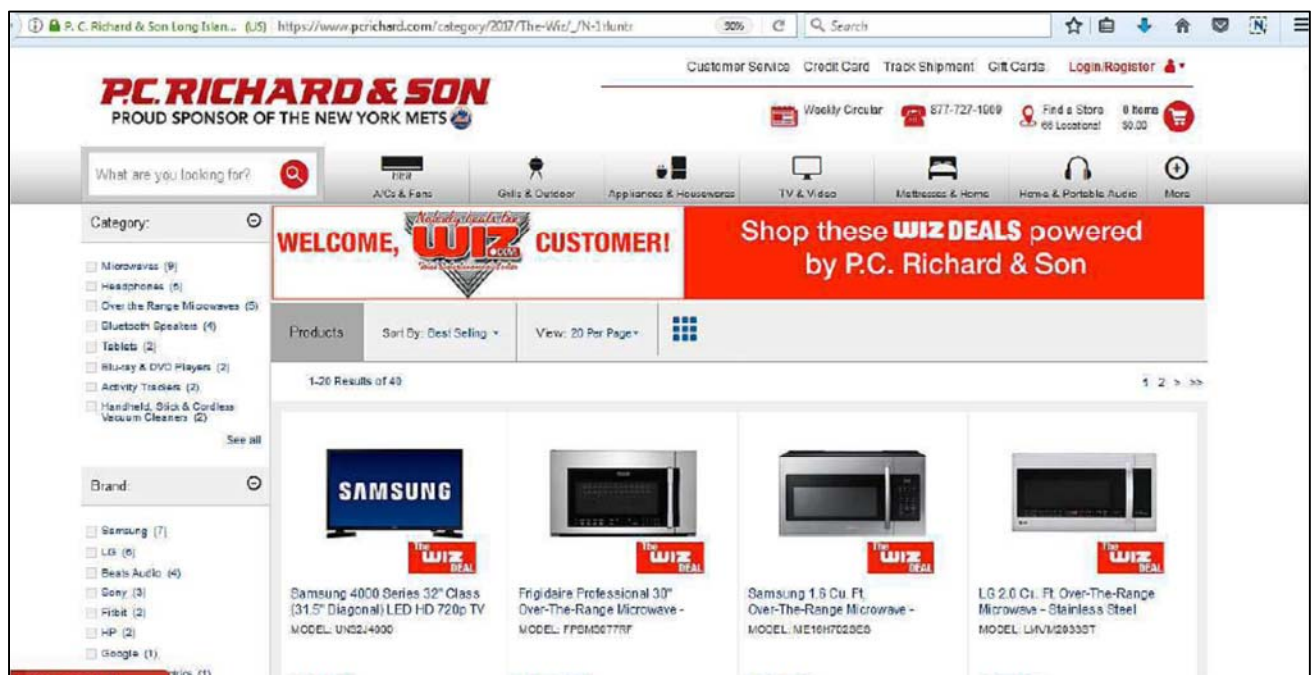 P. C. Richard & Son Long Islan... (US)
https://www.pcrichard.com/category/2017/The-Wiz/_/N-
90%
Search
P.C. RICHARD & SON
PROUD SPONSOR OF THE NEW YORK METS
Customer Service Credit Card Track Shipment Gift Cards Login/Register
Weekly Circular
877-727-1909
Find a Store
66 Locations!
0 Items
$0.00
What are you looking for?
A/Cs & Fans
Grills & Outdoor
Appliances & Housewares
TV & Video
Mattresses & Home
Home & Portable Audio
More
Category:
Microwaves (9)
Headphones (6)
Over the Range Microwaves (5)
Bluetooth Speakers (4)
Tablets (2)
Blu-ray & DVD Players (2)
Activity Trackers (2)
Handheld, Stick & Cordless
Vacuum Cleaners (2)
See all
Brand:
Samsung (7)
LG (6)
Beats Audio (4)
Sony (3)
Fitbit (2)
HP (2)
Google (1)
WELCOME, Nobody beats the WIZ .COM CUSTOMER!
Shop these WIZ DEALS powered
by P.C. Richard & Son
Products
Sort By: Best Selling
View: 20 Per Page
1-20 Results of 40
1 2 > >>
SAMSUNG
The WIZ DEAL
Samsung 4000 Series 32" Class
(31.5" Diagonal) LED HD 720p TV
MODEL: UN32J4000
The WIZ DEAL
Frigidaire Professional 30"
Over-The-Range Microwave -
MODEL: FPBM3077RF
The WIZ DEAL
Samsung 1.6 Cu. Ft.
Over-The-Range Microwave -
MODEL: ME16H702SES
The WIZ DEAL
LG 2.0 Cu. Ft. Over-The-Range
Microwave - Stainless Steel
MODEL: LMVM2033ST